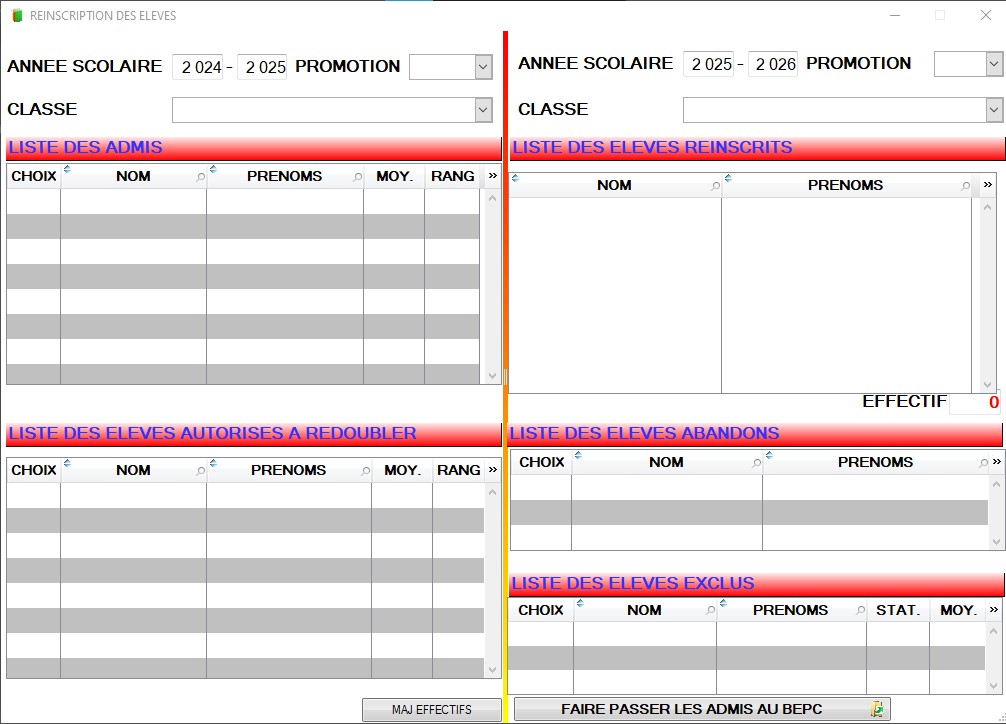 REINSCRIPTION DES ELEVES
ANNEE SCOLAIRE 2 024 - 2 025 PROMOTION
CLASSE
LISTE DES ADMIS
CHOIX NOM PRENOMS MOY. RANG »
LISTE DES ELEVES AUTORISES A REDOUBLER
CHOIX NOM PRENOMS MOY. RANG »
MAJ EFFECTIFS
ANNEE SCOLAIRE 2 025 - 2 026 PROMOTION
CLASSE
LISTE DES ELEVES REINSCRITS
NOM PRENOMS »
EFFECTIF 0
LISTE DES ELEVES ABANDONS
CHOIX NOM PRENOMS »
LISTE DES ELEVES EXCLUS
CHOIX NOM PRENOMS STAT. MOY. »
FAIRE PASSER LES ADMIS AU BEPC